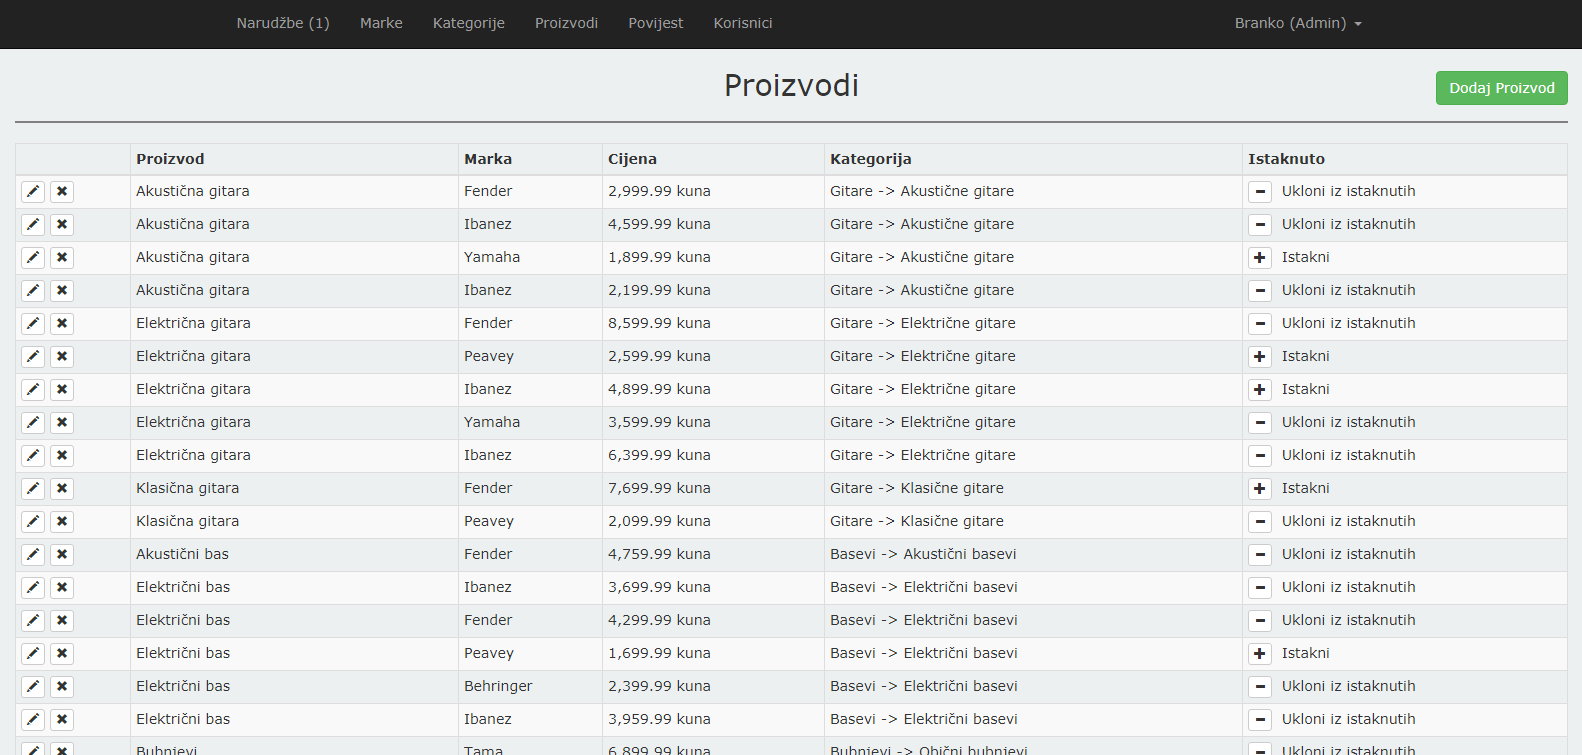 Narudžbe (1) Marke Kategorije Proizvodi Povijest Korisnici Branko (Admin)
Proizvodi
Dodaj Proizvod
Proizvod Marka Cijena Kategorija Istaknuto
Akustična gitara Fender 2,999.99 kuna Gitare -> Akustične gitare Ukloni iz istaknutih
Akustična gitara Ibanez 4,599.99 kuna Gitare -> Akustične gitare Ukloni iz istaknutih
Akustična gitara Yamaha 1,899.99 kuna Gitare -> Akustične gitare Istakni
Akustična gitara Ibanez 2,199.99 kuna Gitare -> Akustične gitare Ukloni iz istaknutih
Električna gitara Fender 8,599.99 kuna Gitare -> Električne gitare Ukloni iz istaknutih
Električna gitara Peavey 2,599.99 kuna Gitare -> Električne gitare Istakni
Električna gitara Ibanez 4,899.99 kuna Gitare -> Električne gitare Istakni
Električna gitara Yamaha 3,599.99 kuna Gitare -> Električne gitare Ukloni iz istaknutih
Električna gitara Ibanez 6,399.99 kuna Gitare -> Električne gitare Ukloni iz istaknutih
Klasična gitara Fender 7,699.99 kuna Gitare -> Klasične gitare Istakni
Klasična gitara Peavey 2,099.99 kuna Gitare -> Klasične gitare Ukloni iz istaknutih
Akustični bas Fender 4,759.99 kuna Basevi -> Akustični basevi Ukloni iz istaknutih
Električni bas Ibanez 3,699.99 kuna Basevi -> Električni basevi Ukloni iz istaknutih
Električni bas Fender 4,299.99 kuna Basevi -> Električni basevi Ukloni iz istaknutih
Električni bas Peavey 1,699.99 kuna Basevi -> Električni basevi Istakni
Električni bas Behringer 2,399.99 kuna Basevi -> Električni basevi Ukloni iz istaknutih
Električni bas Ibanez 3,959.99 kuna Basevi -> Električni basevi Ukloni iz istaknutih
Bubnjevi Tama 6,899.99 kuna Bubnjevi -> Obični bubnjevi Ukloni iz istaknutih